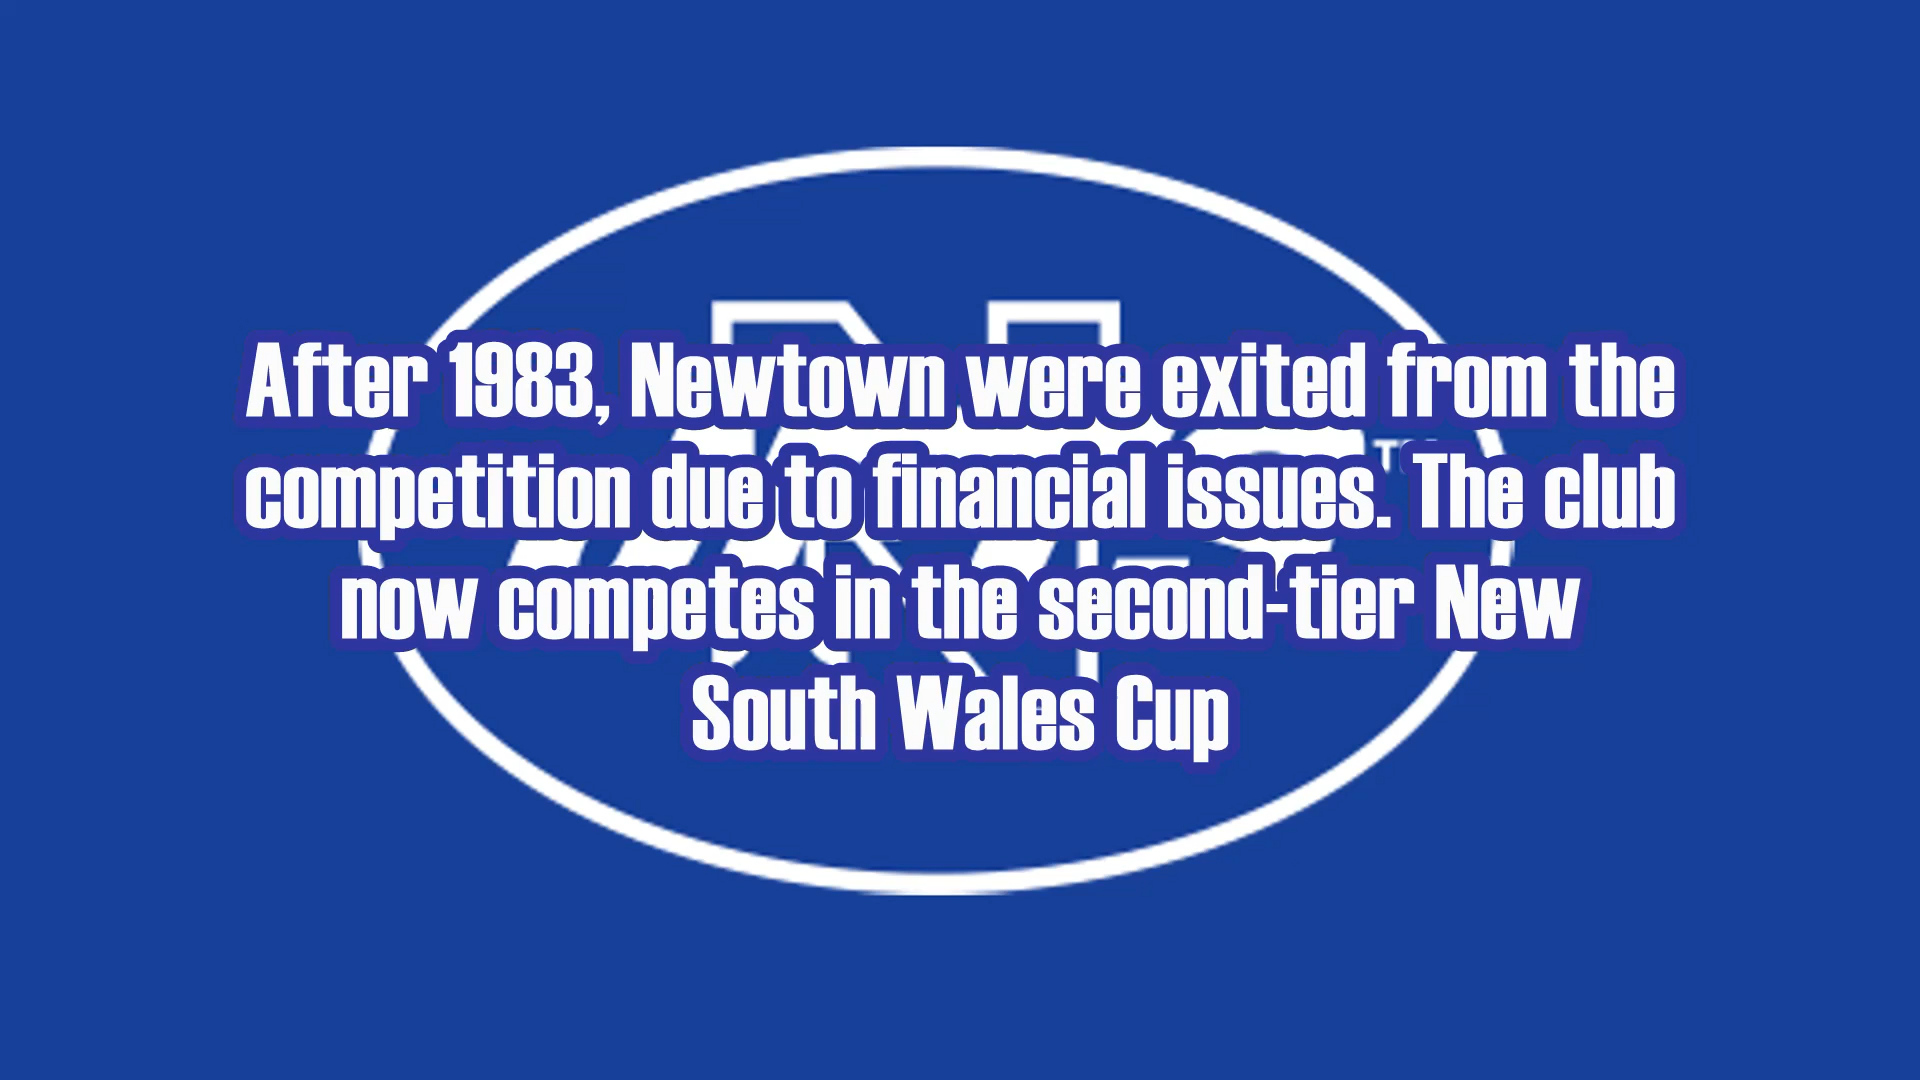 After 1983, Newtown were exited from the
competition due to financial issues. The club
now competes in the second-tier New
South Wales Cup